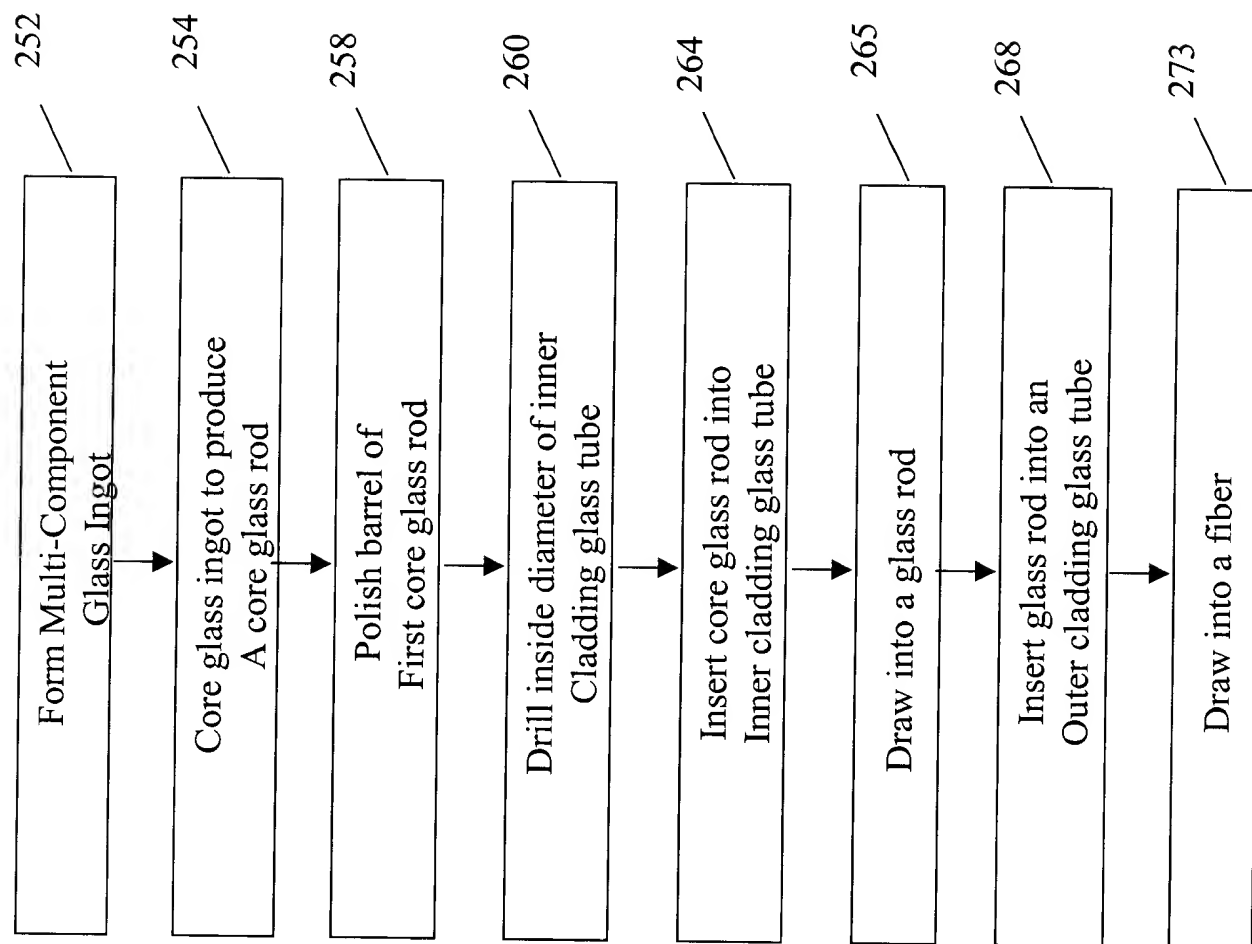 252
Form Multi-Component
Glass Ingot
254
Core glass ingot to produce
A core glass rod
258
Polish barrel of
First core glass rod
260
Drill inside diameter of inner
Cladding glass tube
264
Insert core glass rod into
Inner cladding glass tube
265
Draw into a glass rod
268
Insert glass rod into an
Outer cladding glass tube
273
Draw into a fiber